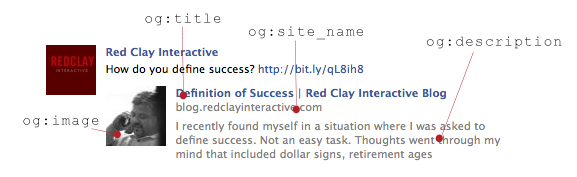 og:title
og:site_name
og:description
REDCLAY
INTERACTIVE
Red Clay Interactive
How do you define success? http://bit.ly/qL8ih8
Definition of Success | Red Clay Interactive Blog
blog.redclayinteractive.com
og:image
I recently found myself in a situation where I was asked to
define success. Not an easy task. Thoughts went through my
mind that included dollar signs, retirement ages